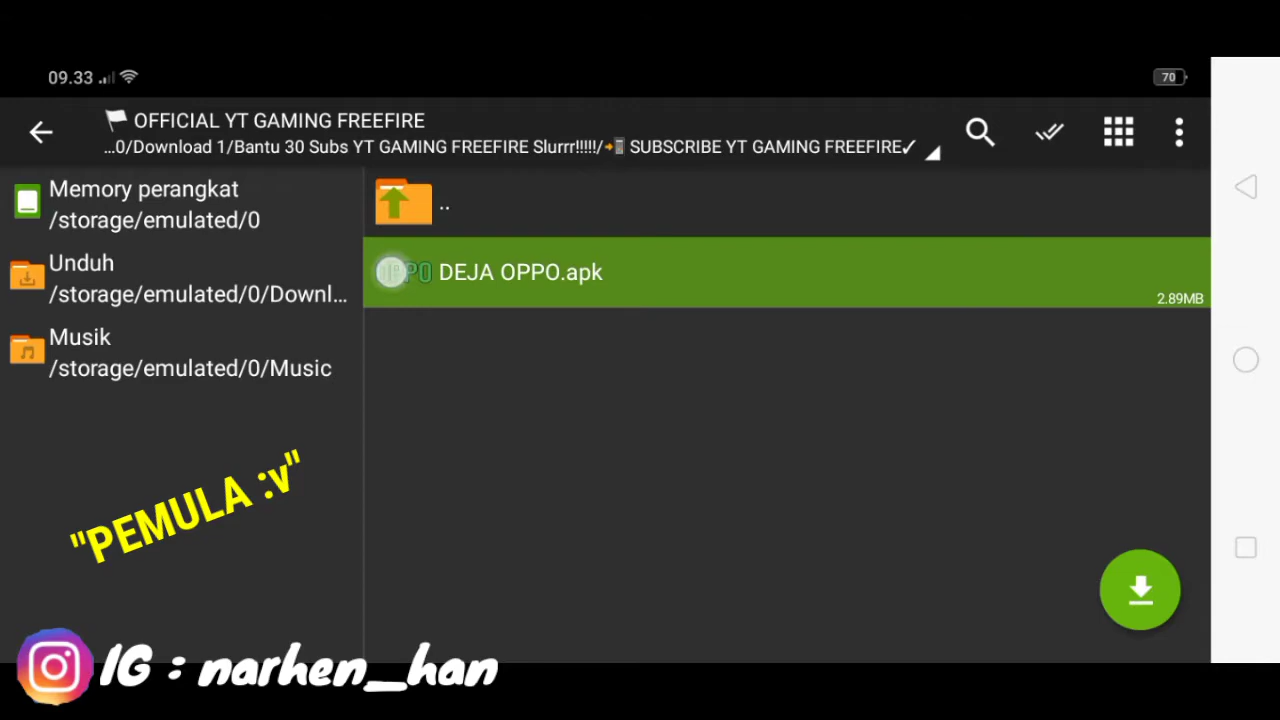 09.33
70
OFFICIAL YT GAMING FREEFIRE
...0/Download 1/Bantu 30 Subs YT GAMING FREEFIRE Slurrr!!!!!/📲 SUBSCRIBE YT GAMING FREEFIRE✓
Memory perangkat
/storage/emulated/0
Unduh
/storage/emulated/0/Downl...
Musik
/storage/emulated/0/Music
..
OPPO DEJA OPPO.apk
2.89MB
"PEMULA :v"
IG : narhen_han